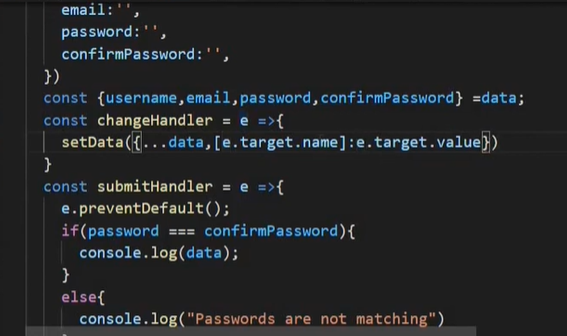 email:'',
password:'',
confirmPassword:'',
})
const {username,email,password,confirmPassword} =data;
const changeHandler = e =>{
setData({...data,[e.target.name]:e.target.value})
}
const submitHandler = e =>{
e.preventDefault();
if(password === confirmPassword){
console.log(data);
}
else{
console.log("Passwords are not matching")